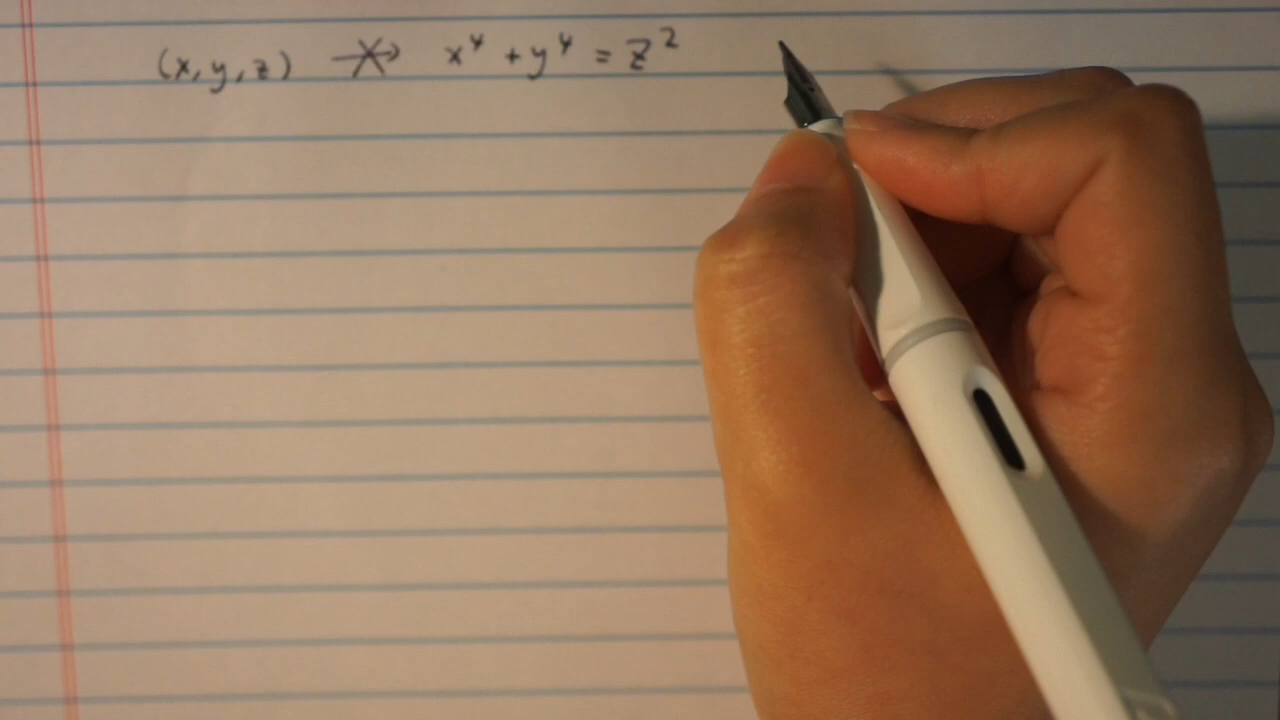 (x, y, z) ↛ x⁴ + y⁴ = z²